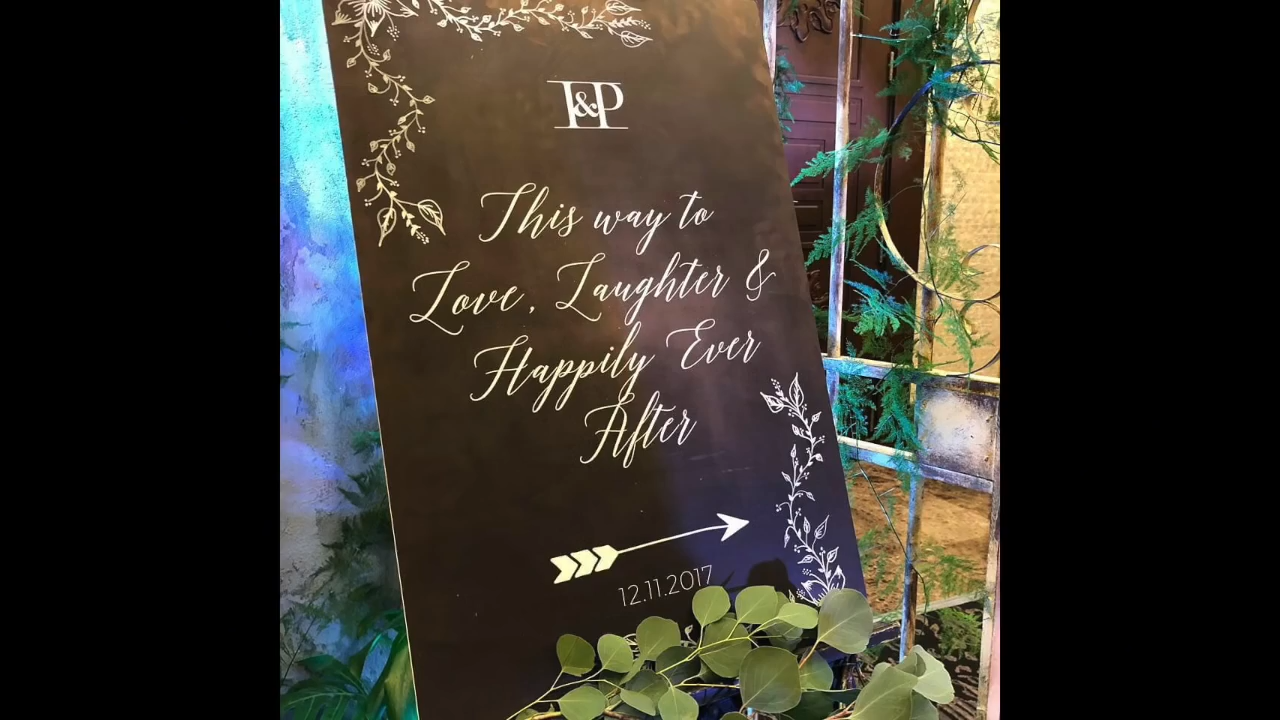 I&P
This way to
Love, Laughter &
Happily Ever
After
12.11.2017